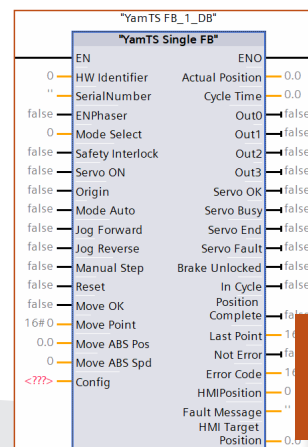 "YamTS FB_1_DB"
"YamTS Single FB"
EN ENO
0 HW Identifier Actual Position 0.0
'' SerialNumber Cycle Time 0.0
false ENPhaser Out0 false
0 Mode Select Out1 false
false Safety Interlock Out2 false
false Servo ON Out3 false
false Origin Servo OK false
false Mode Auto Servo Busy false
false Jog Forward Servo End false
false Jog Reverse Servo Fault false
false Manual Step Brake Unlocked false
false Reset In Cycle false
false Move OK Position
Complete false
16#0 Move Point Last Point 16
0.0 Move ABS Pos Not Error fa
0 Move ABS Spd Error Code 16
<???> Config HMIPosition 0
Fault Message ''
HMI Target
Position 0.0